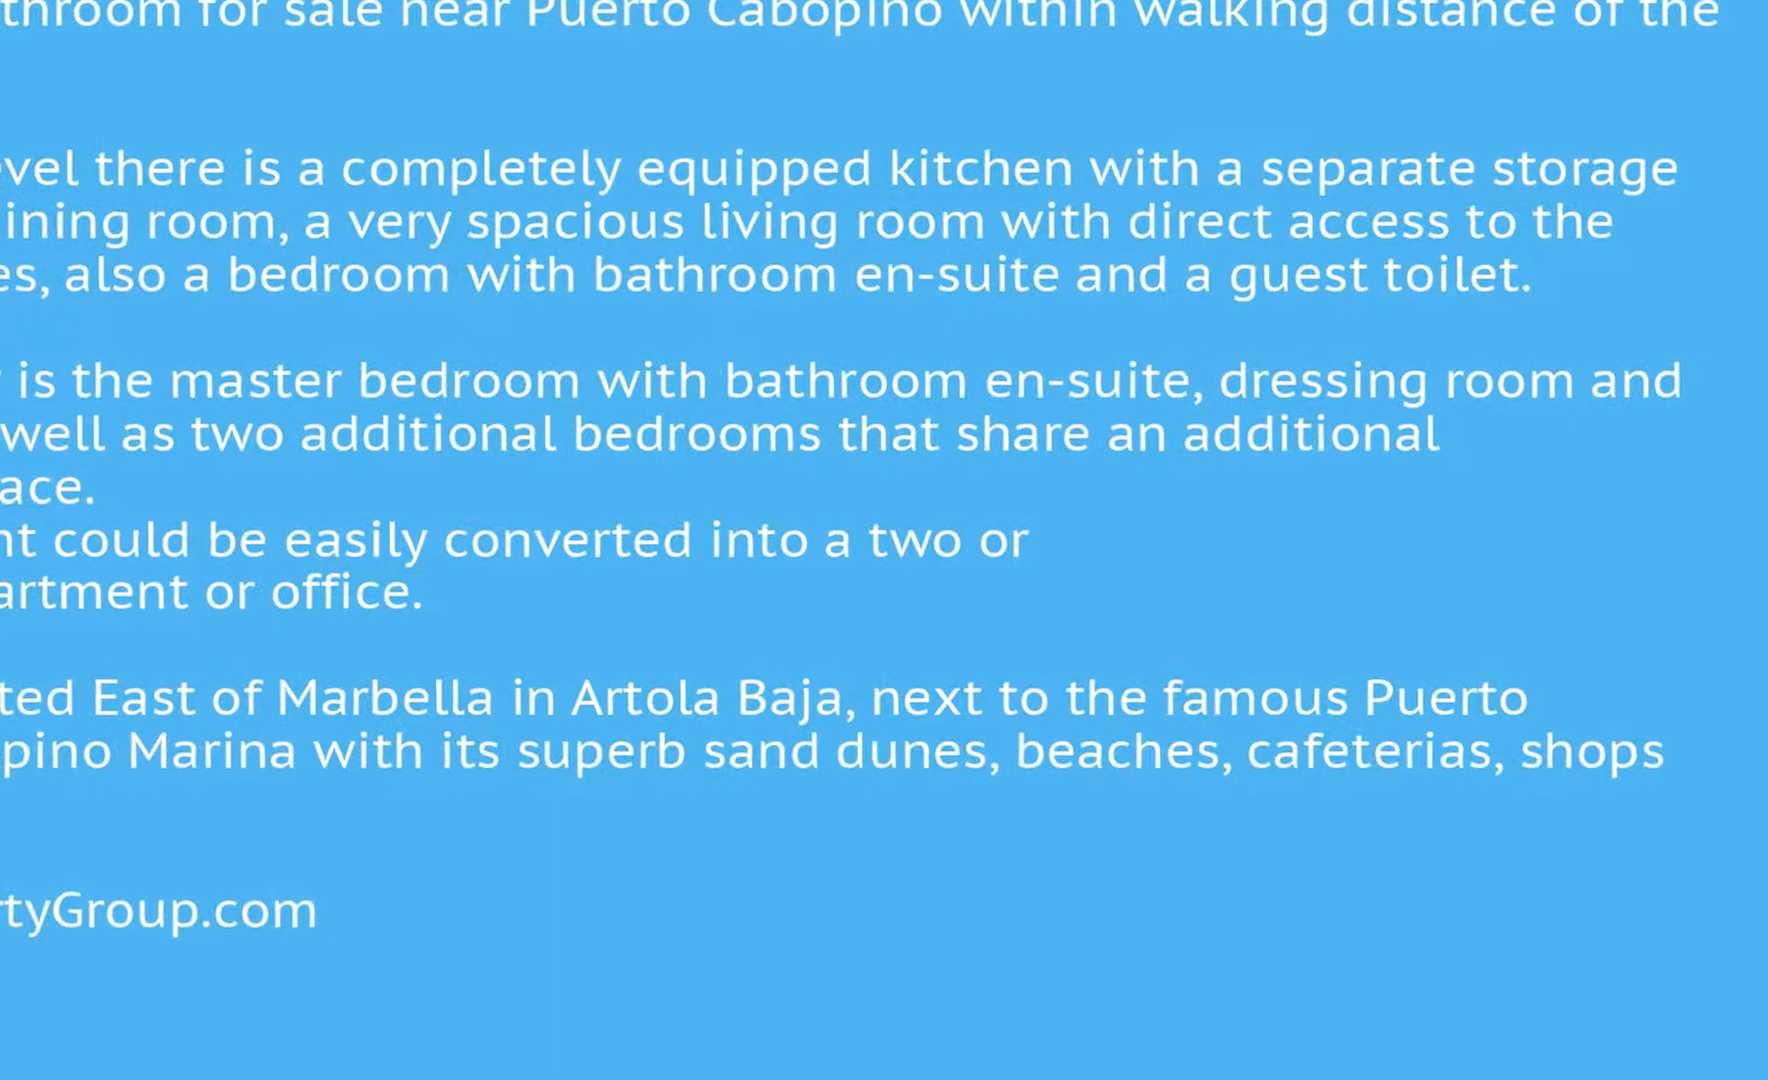 throom for sale near Puerto Cabopino within walking distance of the
evel there is a completely equipped kitchen with a separate storage
ining room, a very spacious living room with direct access to the
es, also a bedroom with bathroom en-suite and a guest toilet.
is the master bedroom with bathroom en-suite, dressing room and
well as two additional bedrooms that share an additional
ace.
nt could be easily converted into a two or
artment or office.
ted East of Marbella in Artola Baja, next to the famous Puerto
pino Marina with its superb sand dunes, beaches, cafeterias, shops
rtyGroup.com